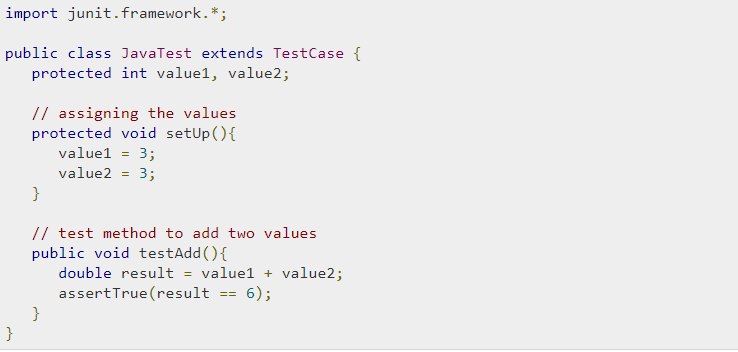 import junit.framework.*;

public class JavaTest extends TestCase {
   protected int value1, value2;

   // assigning the values
   protected void setUp(){
      value1 = 3;
      value2 = 3;
   }

   // test method to add two values
   public void testAdd(){
      double result = value1 + value2;
      assertTrue(result == 6);
   }
}